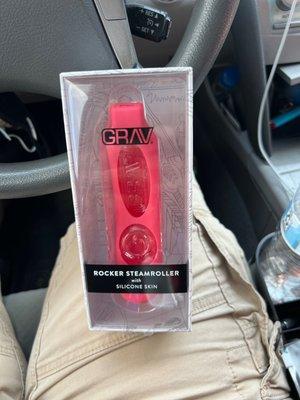 GRAV
ROCKER STEAMROLLER
with
SILICONE SKIN